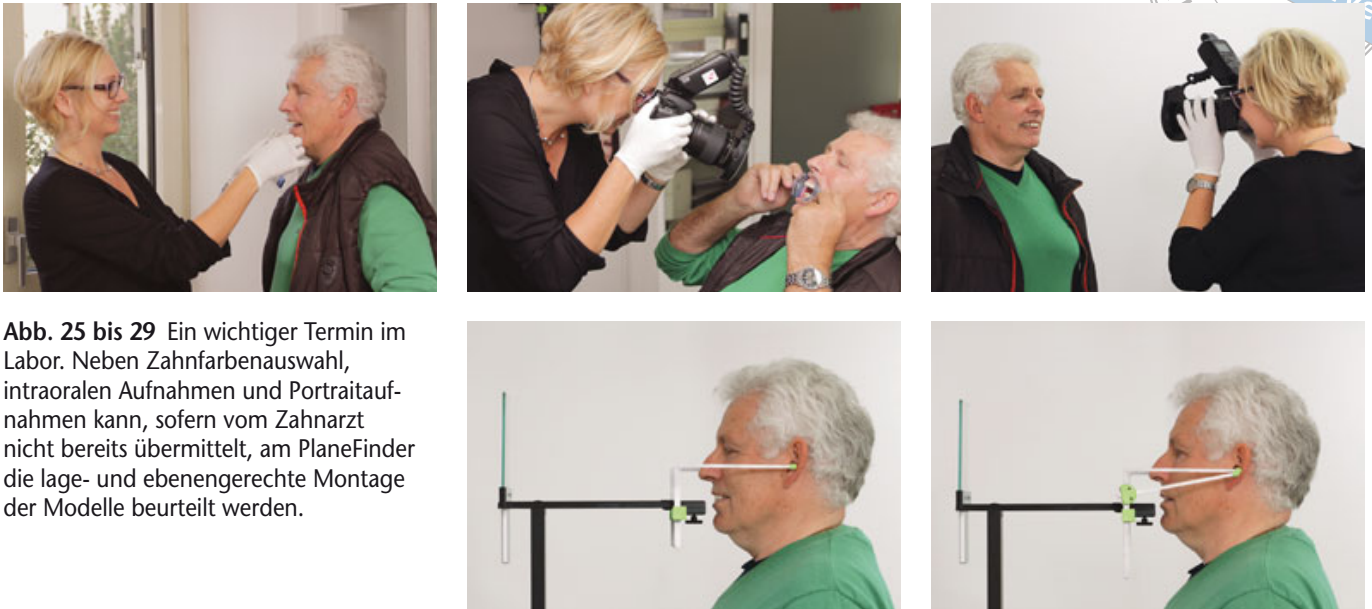 Abb. 25 bis 29 Ein wichtiger Termin im
Labor. Neben Zahnfarbenauswahl,
intraoralen Aufnahmen und Portraitauf-
nahmen kann, sofern vom Zahnarzt
nicht bereits übermittelt, am PlaneFinder
die lage- und ebenengerechte Montage
der Modelle beurteilt werden.